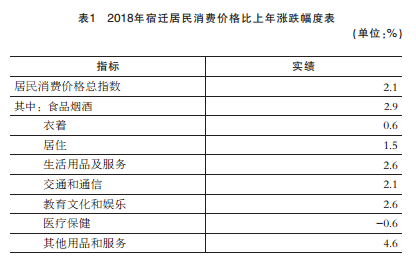 表1 2018年宿迁居民消费价格比上年涨跌幅度表
(单位:%)
指标 实绩
居民消费价格总指数 2.1
其中：食品烟酒 2.9
衣着 0.6
居住 1.5
生活用品及服务 2.6
交通和通信 2.1
教育文化和娱乐 2.6
医疗保健 -0.6
其他用品和服务 4.6